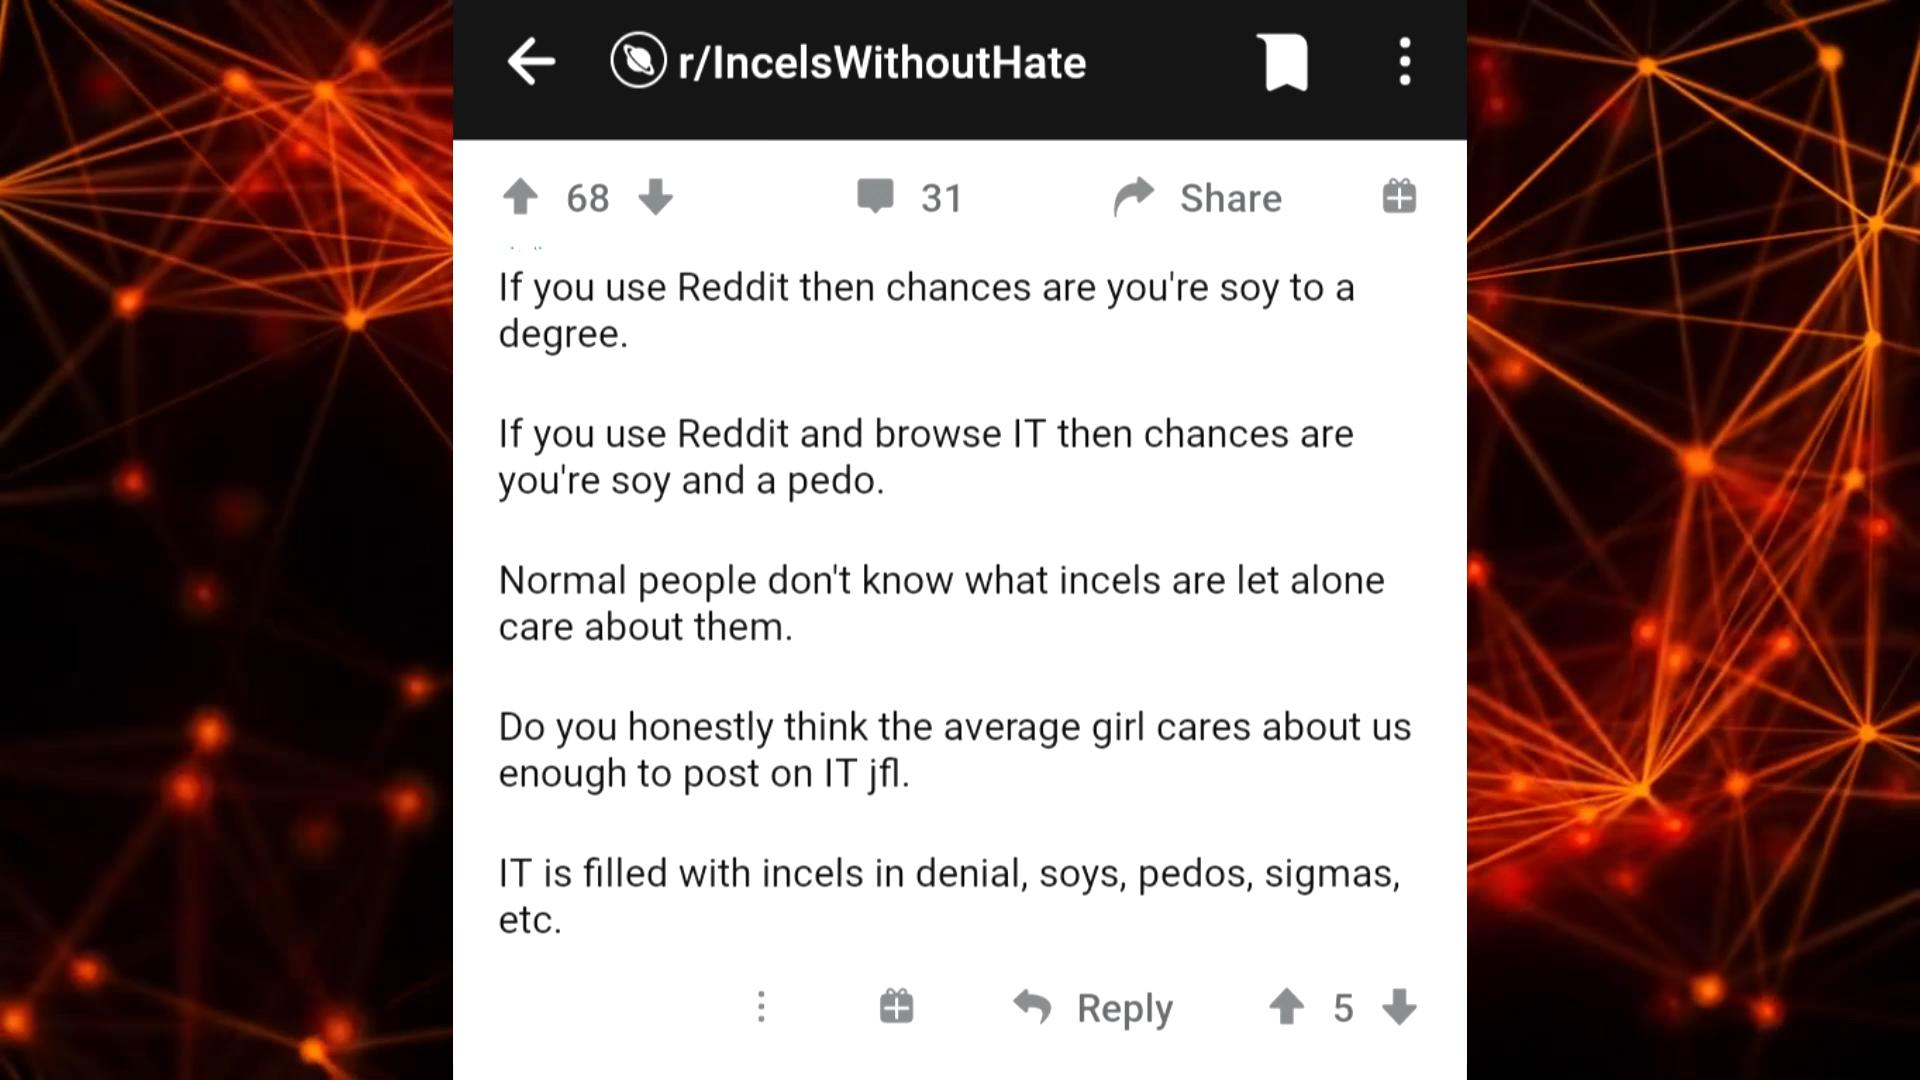 r/IncelsWithoutHate
68
31
Share
If you use Reddit then chances are you're soy to a
degree.
If you use Reddit and browse IT then chances are
you're soy and a pedo.
Normal people don't know what incels are let alone
care about them.
Do you honestly think the average girl cares about us
enough to post on IT jfl.
IT is filled with incels in denial, soys, pedos, sigmas,
etc.
Reply
5